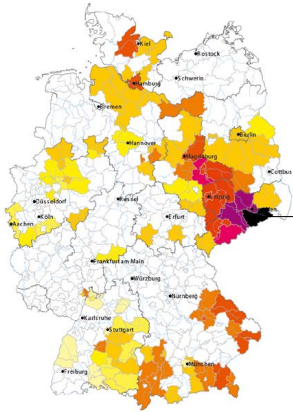 Kiel
Rostock
Hamburg
Schwerin
Bremen
Berlin
Hannover
Magdeburg
Cottbus
Leipzig
Düsseldorf
Kassel
Köln
Erfurt
Aachen
Frankfurt am Main
Würzburg
Nürnberg
Karlsruhe
Stuttgart
München
Freiburg